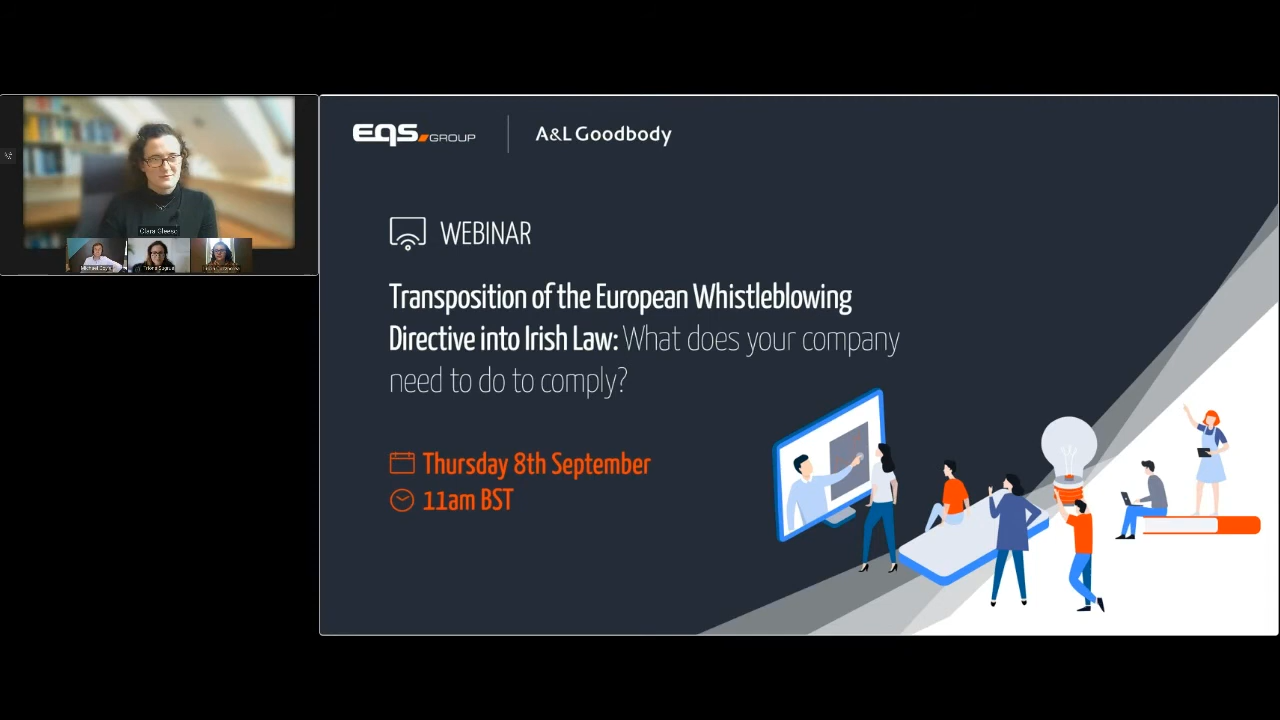 EQS GROUP
A&L Goodbody
WEBINAR
Transposition of the European Whistleblowing
Directive into Irish Law: What does your company
need to do to comply?
Thursday 8th September
11am BST